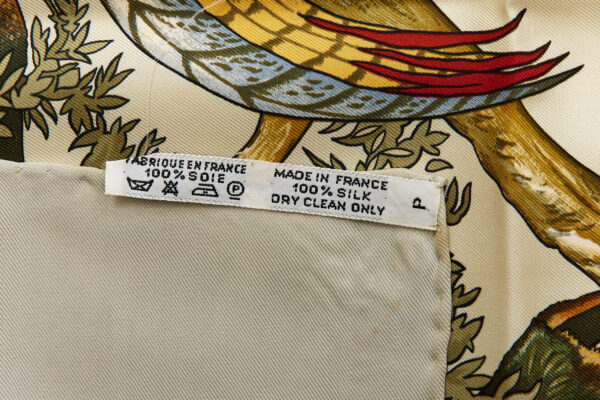 FABRIQUE EN FRANCE
100% SOIE
MADE IN FRANCE
100% SILK
DRY CLEAN ONLY
P